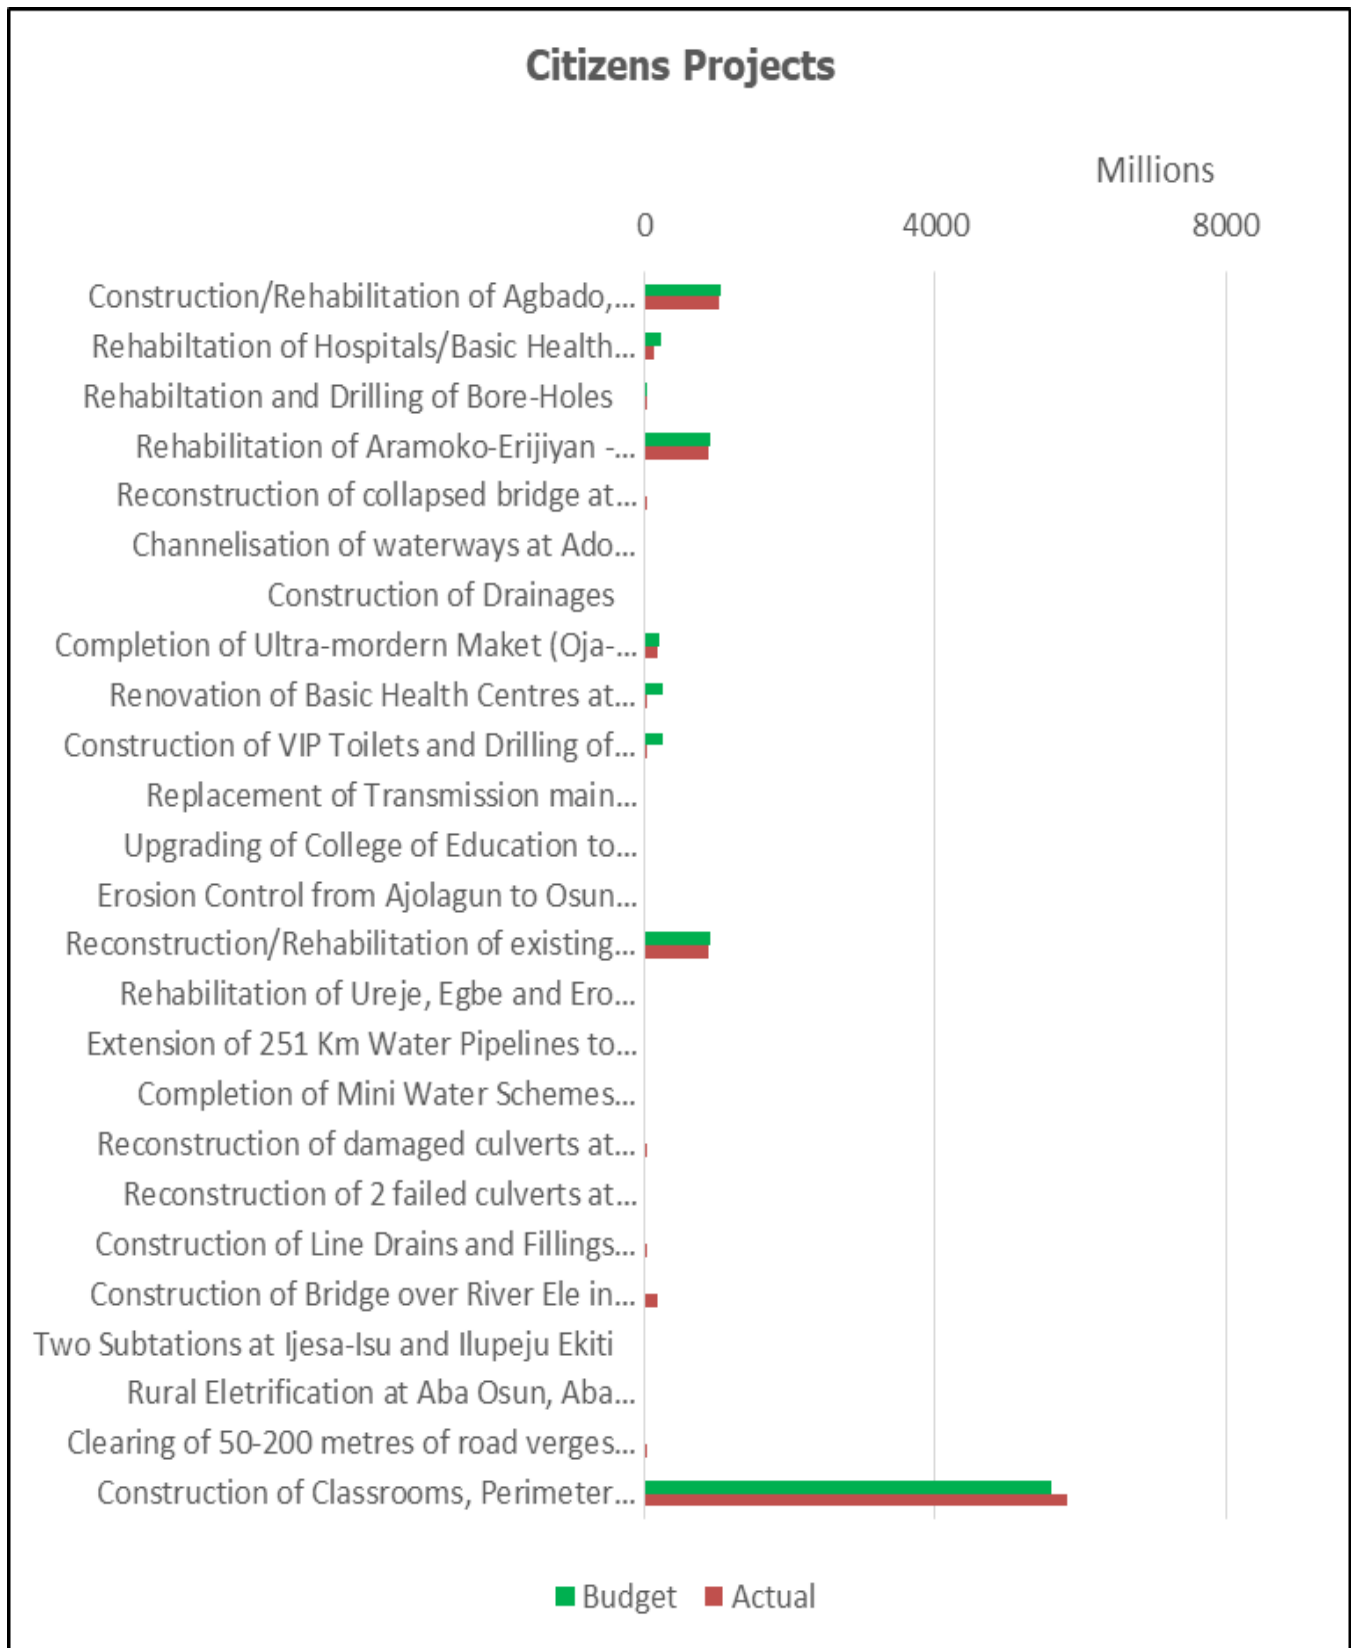 Citizens Projects
Millions
0 4000 8000
Construction/Rehabilitation of Agbado,...
Rehabiltation of Hospitals/Basic Health...
Rehabiltation and Drilling of Bore-Holes
Rehabilitation of Aramoko-Erijiyan -...
Reconstruction of collapsed bridge at...
Channelisation of waterways at Ado...
Construction of Drainages
Completion of Ultra-mordern Maket (Oja-...
Renovation of Basic Health Centres at...
Construction of VIP Toilets and Drilling of...
Replacement of Transmission main...
Upgrading of College of Education to...
Erosion Control from Ajolagun to Osun...
Reconstruction/Rehabilitation of existing...
Rehabilitation of Ureje, Egbe and Ero...
Extension of 251 Km Water Pipelines to...
Completion of Mini Water Schemes...
Reconstruction of damaged culverts at...
Reconstruction of 2 failed culverts at...
Construction of Line Drains and Fillings...
Construction of Bridge over River Ele in...
Two Subtations at Ijesa-Isu and Ilupeju Ekiti
Rural Eletrification at Aba Osun, Aba...
Clearing of 50-200 metres of road verges...
Construction of Classrooms, Perimeter...
Budget Actual